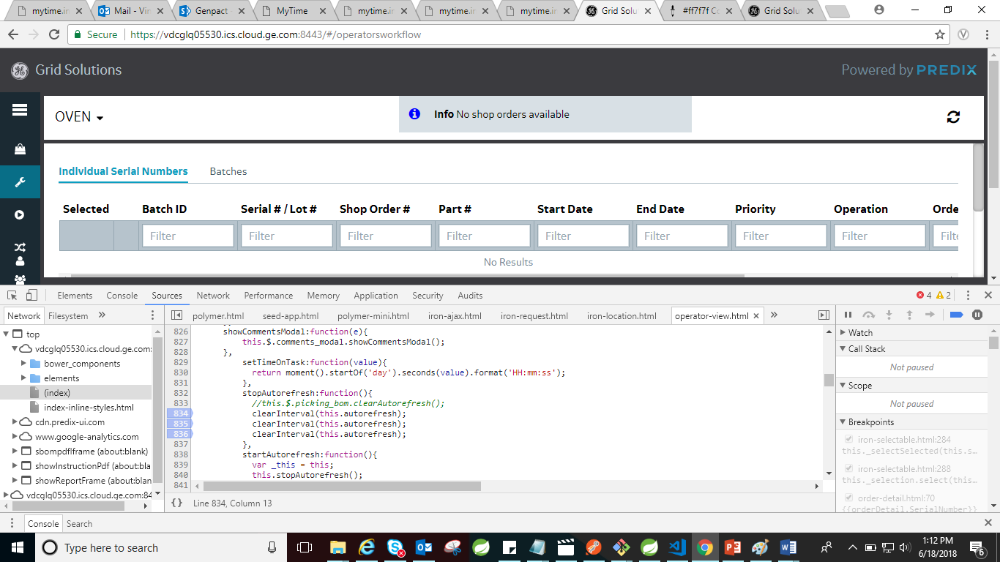 mytime.in
Mail - Vin
Genpact -
MyTime
mytime.in
mytime.in
mytime.in
Grid Solu
#ff7f7f Co
Grid Solu
Secure
https://vdcglq05530.ics.cloud.ge.com:8443/#/operatorsworkflow
Grid Solutions
Powered by PREDIX
OVEN
Info No shop orders available
Individual Serial Numbers
Batches
Selected
Batch ID
Serial # / Lot #
Shop Order #
Part #
Start Date
End Date
Priority
Operation
Orde
Filter
Filter
Filter
Filter
Filter
Filter
Filter
Filter
Filte
No Results
Elements
Console
Sources
Network
Performance
Memory
Application
Security
Audits
4
2
Network
Filesystem
polymer.html
seed-app.html
polymer-mini.html
iron-ajax.html
iron-request.html
iron-location.html
operator-view.html
top
vdcglq05530.ics.cloud.ge.com:
bower_components
elements
(index)
index-inline-styles.html
cdn.predix-ui.com
www.google-analytics.com
sbompdfIframe (about:blank)
showInstructionPdf (about:bla
showReportFrame (about:blan
vdcglq05530.ics.cloud.ge.com:84
826 showCommentsModal:function(e){
827 this.$.comments_modal.showCommentsModal();
828 },
829 setTimeOnTask:function(value){
830 return moment().startOf('day').seconds(value).format('HH:mm:ss');
831 },
832 stopAutorefresh:function(){
833 //this.$.picking_bom.clearAutorefresh();
834 clearInterval(this.autorefresh);
835 clearInterval(this.autorefresh);
836 clearInterval(this.autorefresh);
837 },
838 startAutorefresh:function(){
839 var _this = this;
840 this.stopAutorefresh();
841
{} Line 834, Column 13
Watch
Call Stack
Not paused
Scope
Not paused
Breakpoints
iron-selectable.html:284
this._selectSelected(this.s…
iron-selectable.html:288
this._selection.select(this…
order-detail.html:70
{{orderDetail.SerialNumber}}
Console
Search
Type here to search
1:12 PM
6/18/2018
6